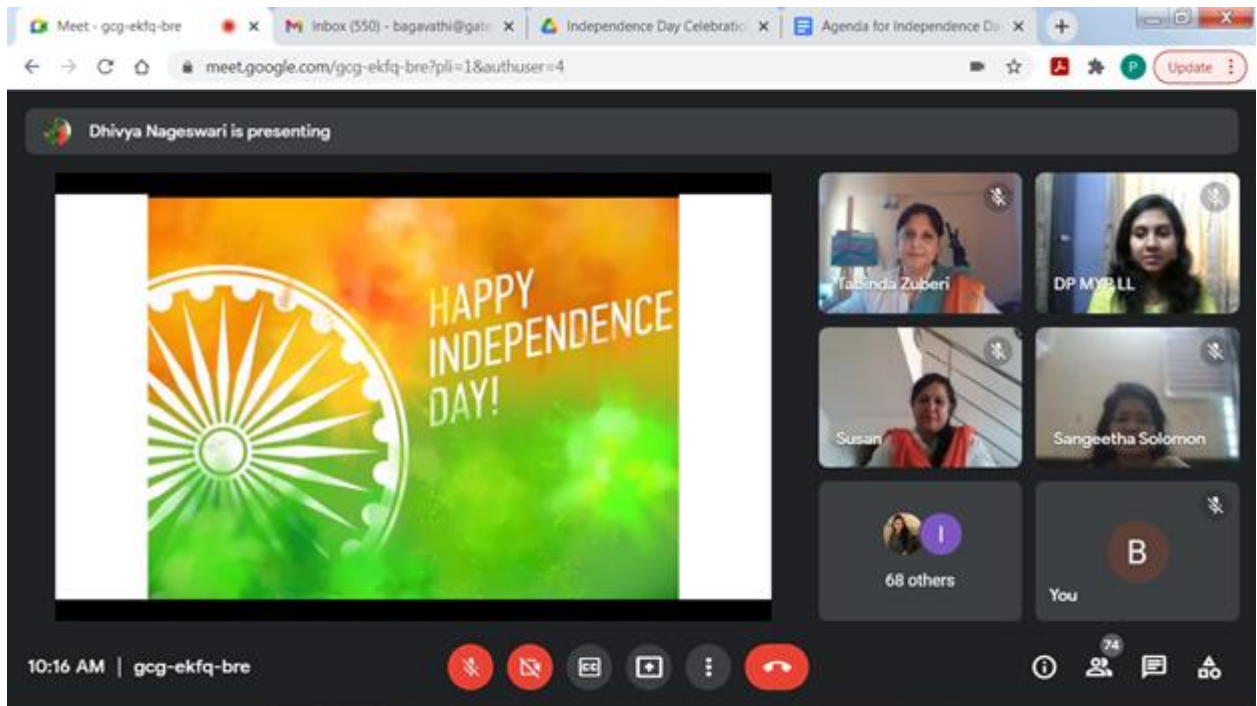 Meet - gcg-ekfq-bre
Inbox (550) - bagavathi@gate
Independence Day Celebratio
Agenda for Independence Da
meet.google.com/gcg-ekfq-bre?pli=1&authuser=4
P
Update
Dhivya Nageswari is presenting
HAPPY
INDEPENDENCE
DAY!
Tabinda Zuberi
DP MYP LL
Susan
Sangeetha Solomon
I
68 others
B
You
10:16 AM | gcg-ekfq-bre
CC
74